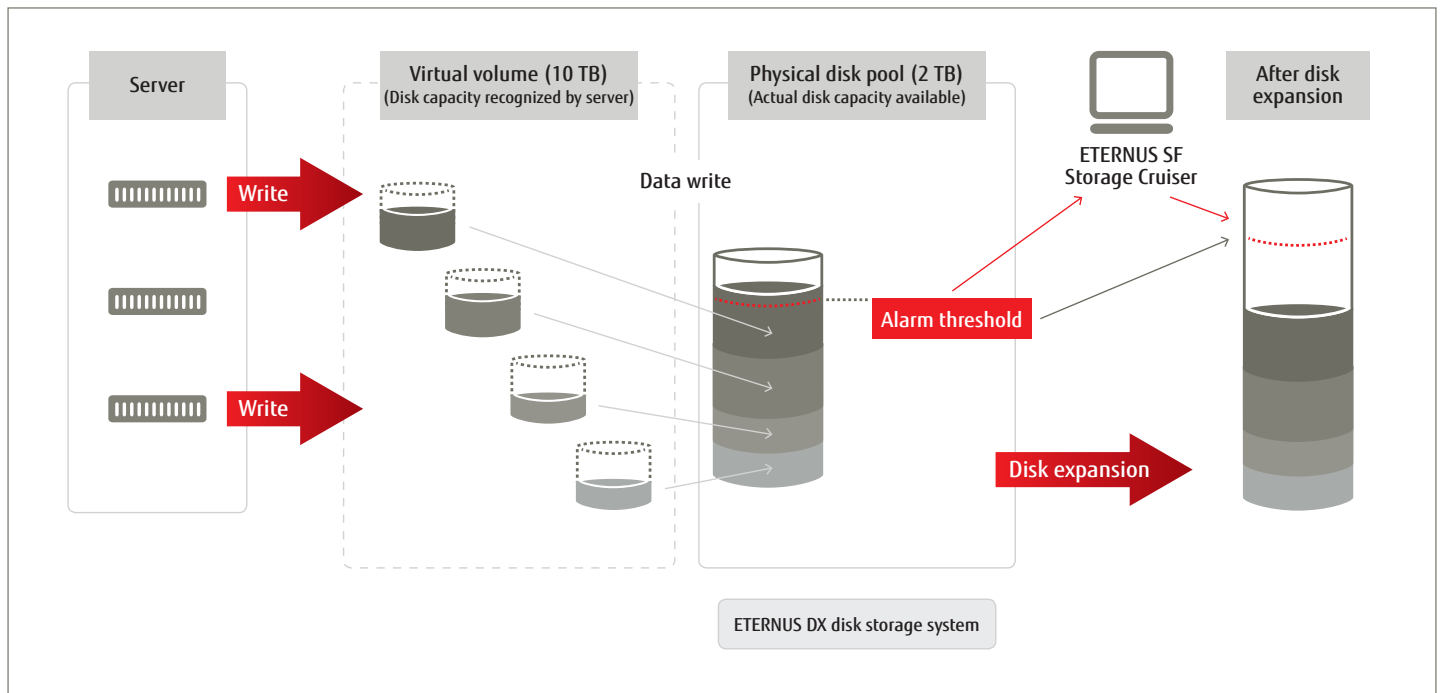 Server
Virtual volume (10 TB)
(Disk capacity recognized by server)
Physical disk pool (2 TB)
(Actual disk capacity available)
After disk
expansion
ETERNUS SF
Storage Cruiser
Write
Data write
Alarm threshold
Write
Disk expansion
ETERNUS DX disk storage system